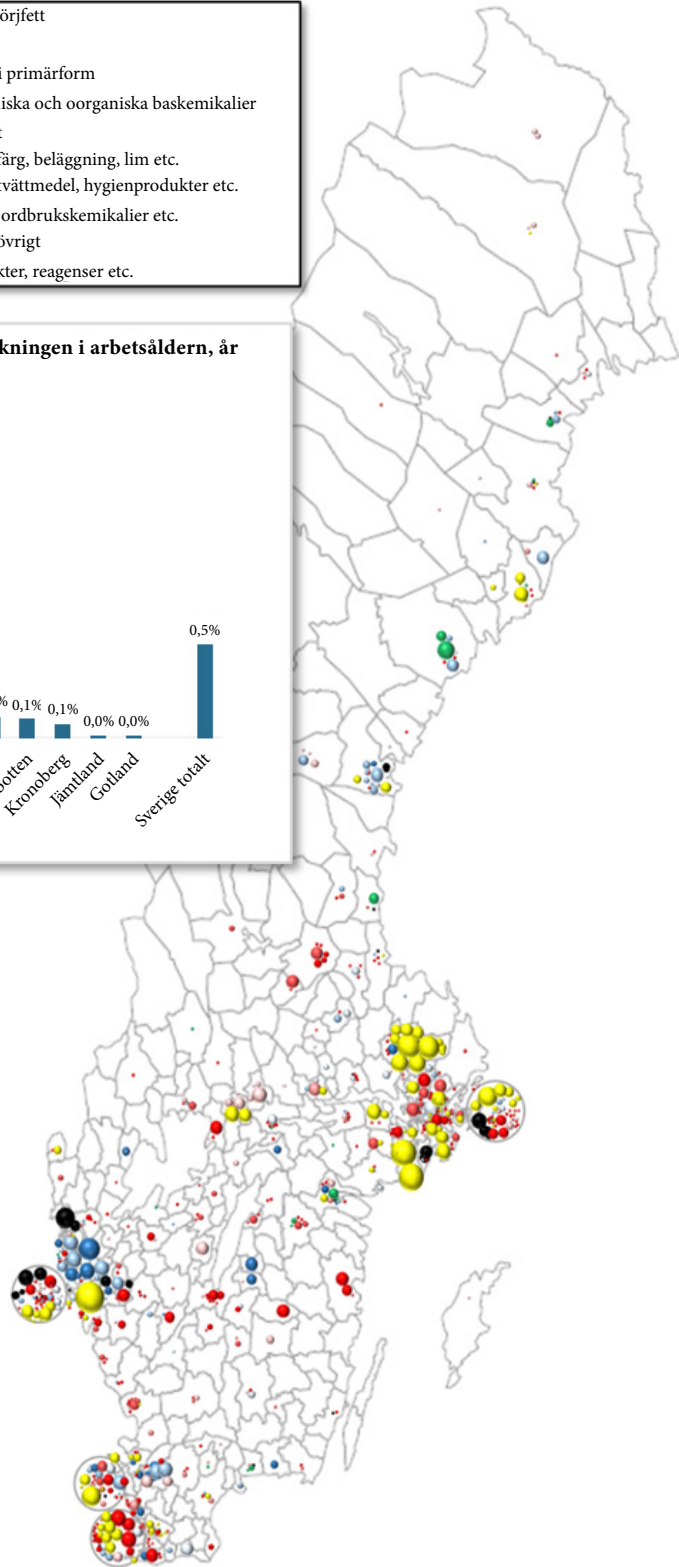 örjfett
i primärform
iska och oorganiska baskemikalier
t
färg, beläggning, lim etc.
tvättmedel, hygienprodukter etc.
ordbrukskemikalier etc.
övrigt
kter, reagenser etc.
kningen i arbetsåldern, år
0,5%
% 0,1% 0,1% 0,0% 0,0%
botten
Kronoberg
Jämtland
Gotland
Sverige totalt